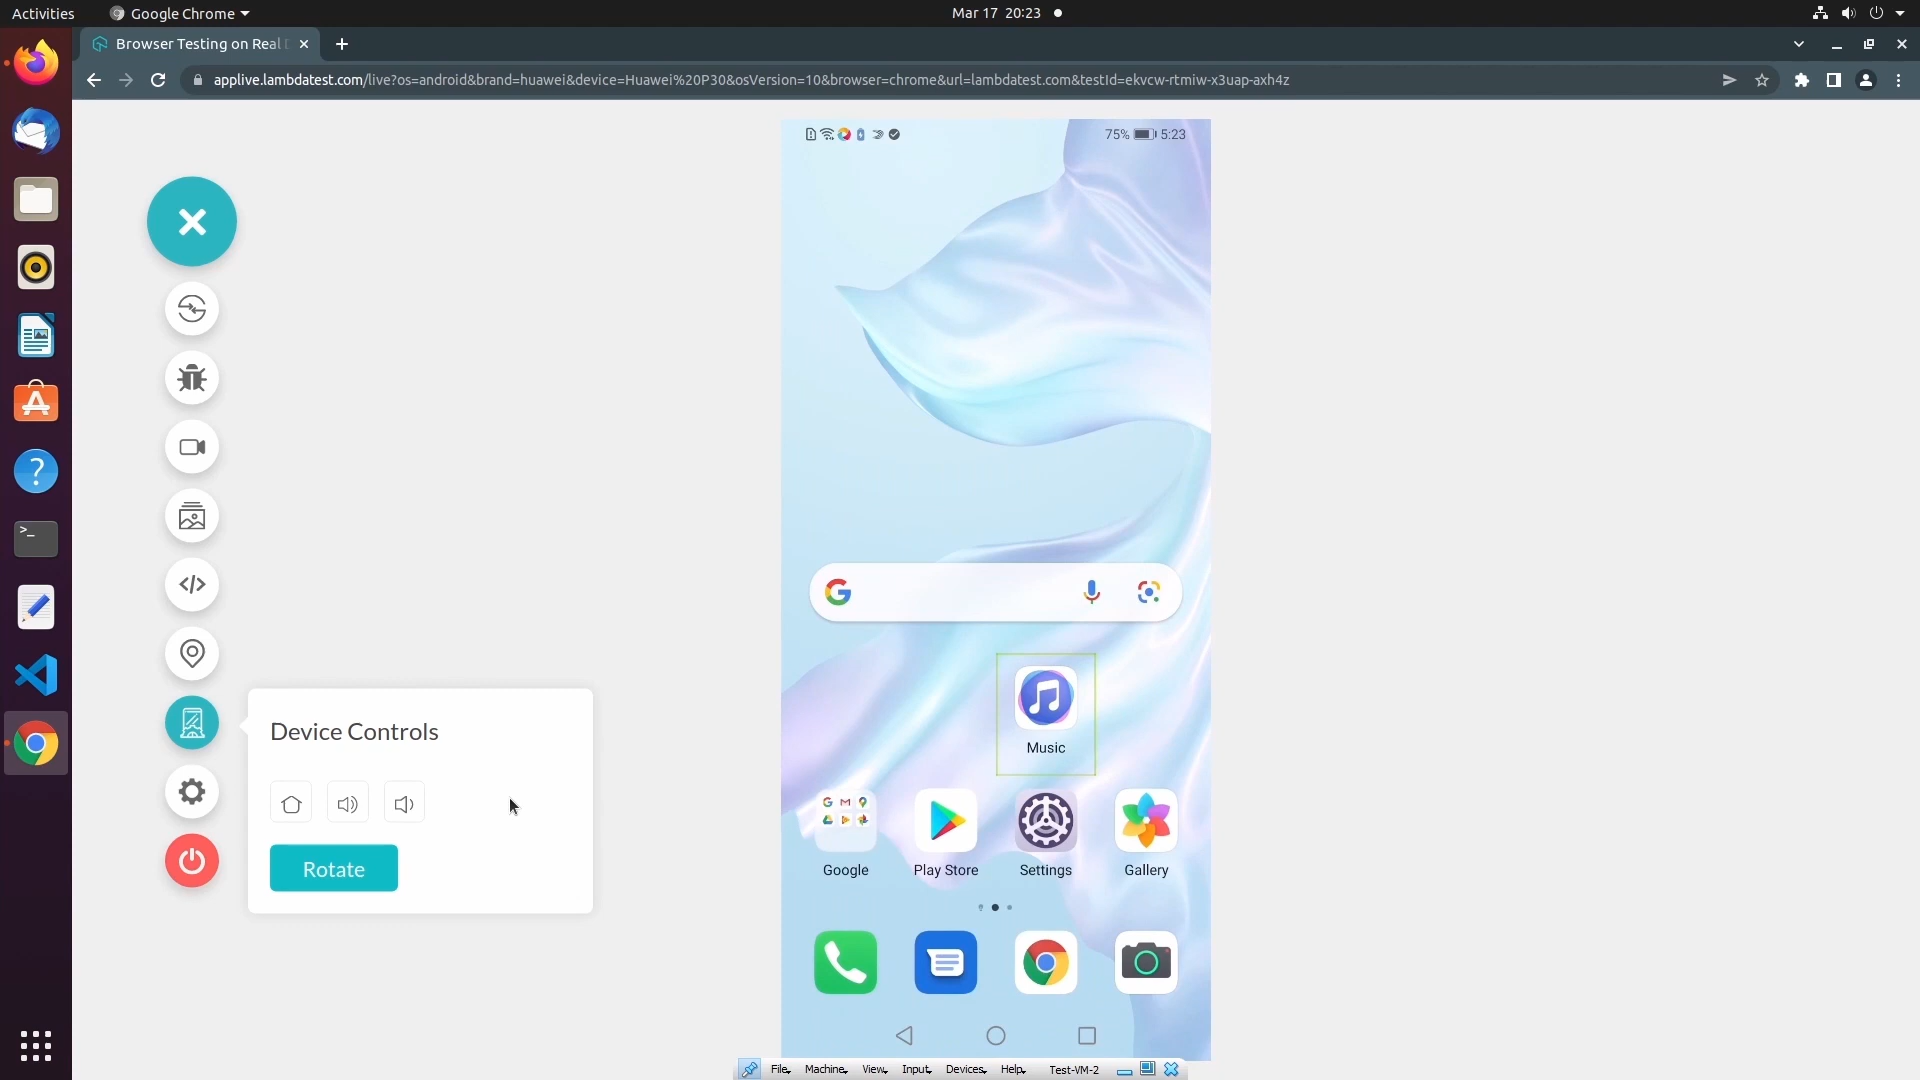 Activities
Google Chrome
Mar 17 20:23
Browser Testing on Real D
applive.lambdatest.com/live?os=android&brand=huawei&device=Huawei%20P30&osVersion=10&browser=chrome&url=lambdatest.com&testId=ekvcw-rtmiw-x3uap-axh4z
75%
5:23
Music
Device Controls
Rotate
Google
Play Store
Settings
Gallery
File
Machine
View
Input
Devices
Help
Test-VM-2